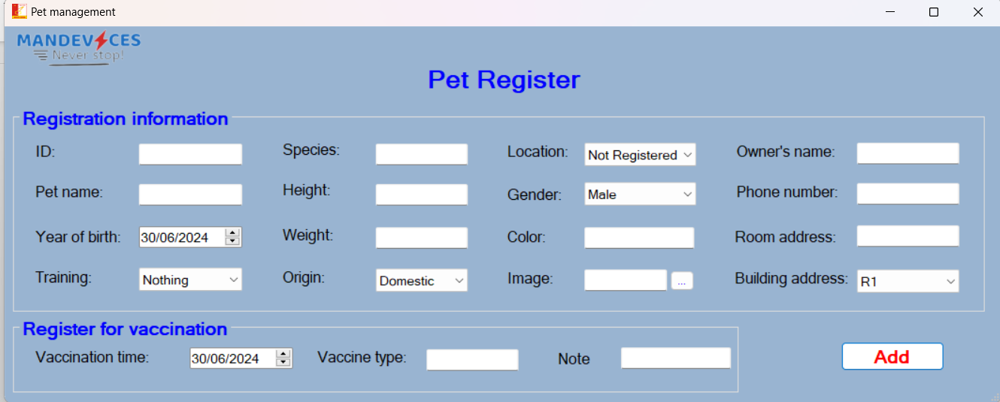 Pet management
MANDEVICES
Never stop!
Pet Register
Registration information
ID:
Species:
Location: Not Registered
Owner's name:
Pet name:
Height:
Gender: Male
Phone number:
Year of birth: 30/06/2024
Weight:
Color:
Room address:
Training: Nothing
Origin: Domestic
Image: ...
Building address: R1
Register for vaccination
Vaccination time: 30/06/2024
Vaccine type:
Note
Add